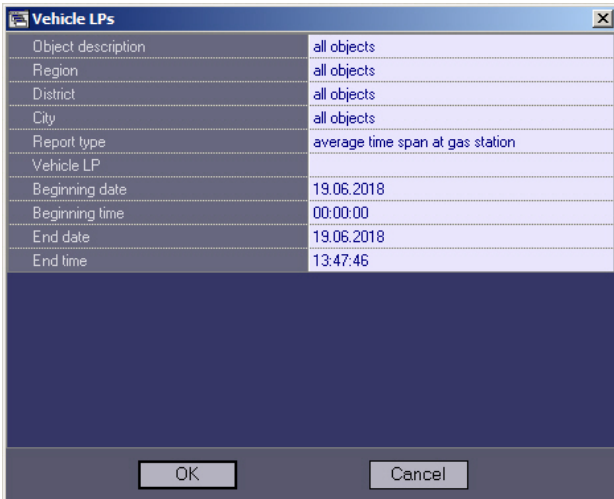 Vehicle LPs
Object description all objects
Region all objects
District all objects
City all objects
Report type average time span at gas station
Vehicle LP
Beginning date 19.06.2018
Beginning time 00:00:00
End date 19.06.2018
End time 13:47:46
OK Cancel